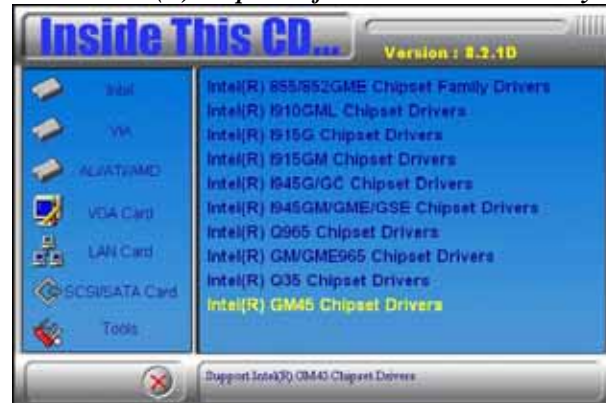 Inside This CD...
Version : 8.2.1D
Intel
VIA
ALI/ATI/AMD
VGA Card
LAN Card
SCSI/SATA Card
Tools
Intel(R) 855/852GME Chipset Family Drivers
Intel(R) I910GML Chipset Drivers
Intel(R) I915G Chipset Drivers
Intel(R) I915GM Chipset Drivers
Intel(R) I945G/GC Chipset Drivers
Intel(R) I945GM/GME/GSE Chipset Drivers
Intel(R) Q965 Chipset Drivers
Intel(R) GM/GME965 Chipset Drivers
Intel(R) Q35 Chipset Drivers
Intel(R) GM45 Chipset Drivers
Support Intel(R) GM45 Chipset Drivers